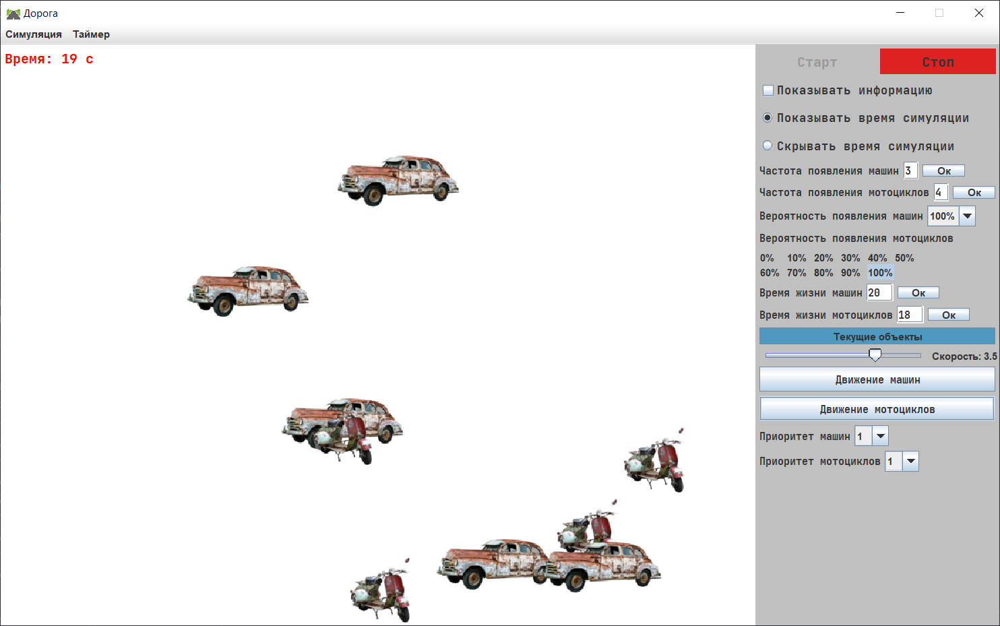 Дорога
Симуляция Таймер
Время: 19 с
Старт Стоп
Показывать информацию
Показывать время симуляции
Скрывать время симуляции
Частота появления машин 3 Ок
Частота появления мотоциклов 4 Ок
Вероятность появления машин 100%
Вероятность появления мотоциклов
0% 10% 20% 30% 40% 50%
60% 70% 80% 90% 100%
Время жизни машин 20 Ок
Время жизни мотоциклов 18 Ок
Текущие объекты
Скорость: 3.5
Движение машин
Движение мотоциклов
Приоритет машин 1
Приоритет мотоциклов 1